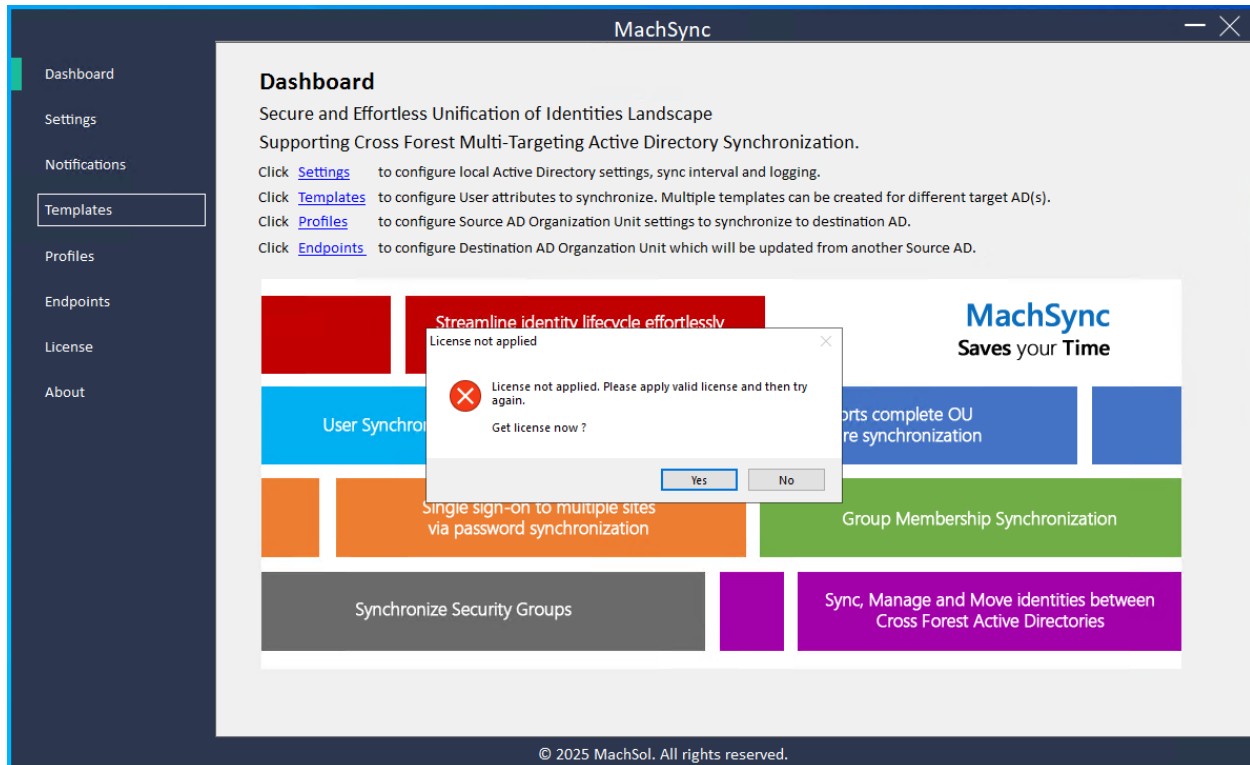 MachSync
Dashboard
Settings
Notifications
Templates
Profiles
Endpoints
License
About
Dashboard
Secure and Effortless Unification of Identities Landscape
Supporting Cross Forest Multi-Targeting Active Directory Synchronization.
Click Settings to configure local Active Directory settings, sync interval and logging.
Click Templates to configure User attributes to synchronize. Multiple templates can be created for different target AD(s).
Click Profiles to configure Source AD Organization Unit settings to synchronize to destination AD.
Click Endpoints to configure Destination AD Organzation Unit which will be updated from another Source AD.
Streamline identity lifecycle effortlessly
MachSync
Saves your Time
License not applied
License not applied. Please apply valid license and then try
again.
Get license now ?
Yes No
User
orts complete OU
re synchronization
Single sign-on to multiple sites
via password synchronization
Group Membership Synchronization
Synchronize Security Groups
Sync, Manage and Move identities between
Cross Forest Active Directories
© 2025 MachSol. All rights reserved.